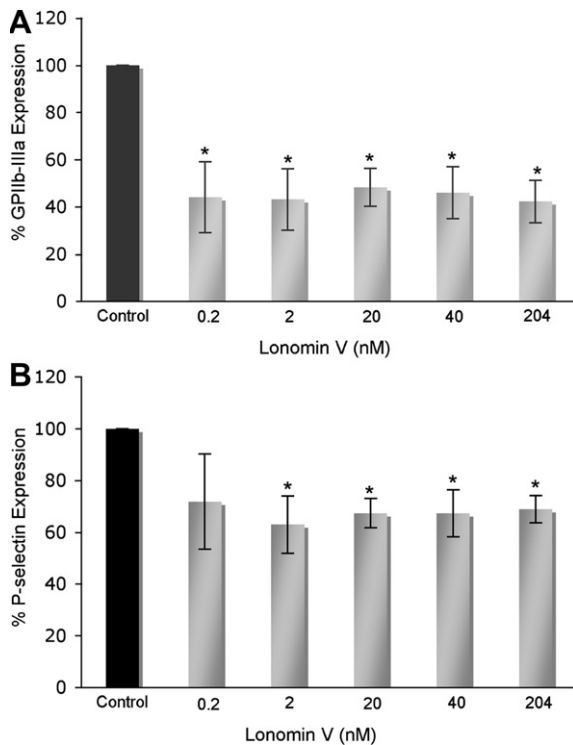 A
120
100
80
60
40
20
0
% GPIIb-IIIa Expression
* * * * *
Control 0.2 2 20 40 204
Lonomin V (nM)
B
120
100
80
60
40
20
0
% P-selectin Expression
* * * *
Control 0.2 2 20 40 204
Lonomin V (nM)